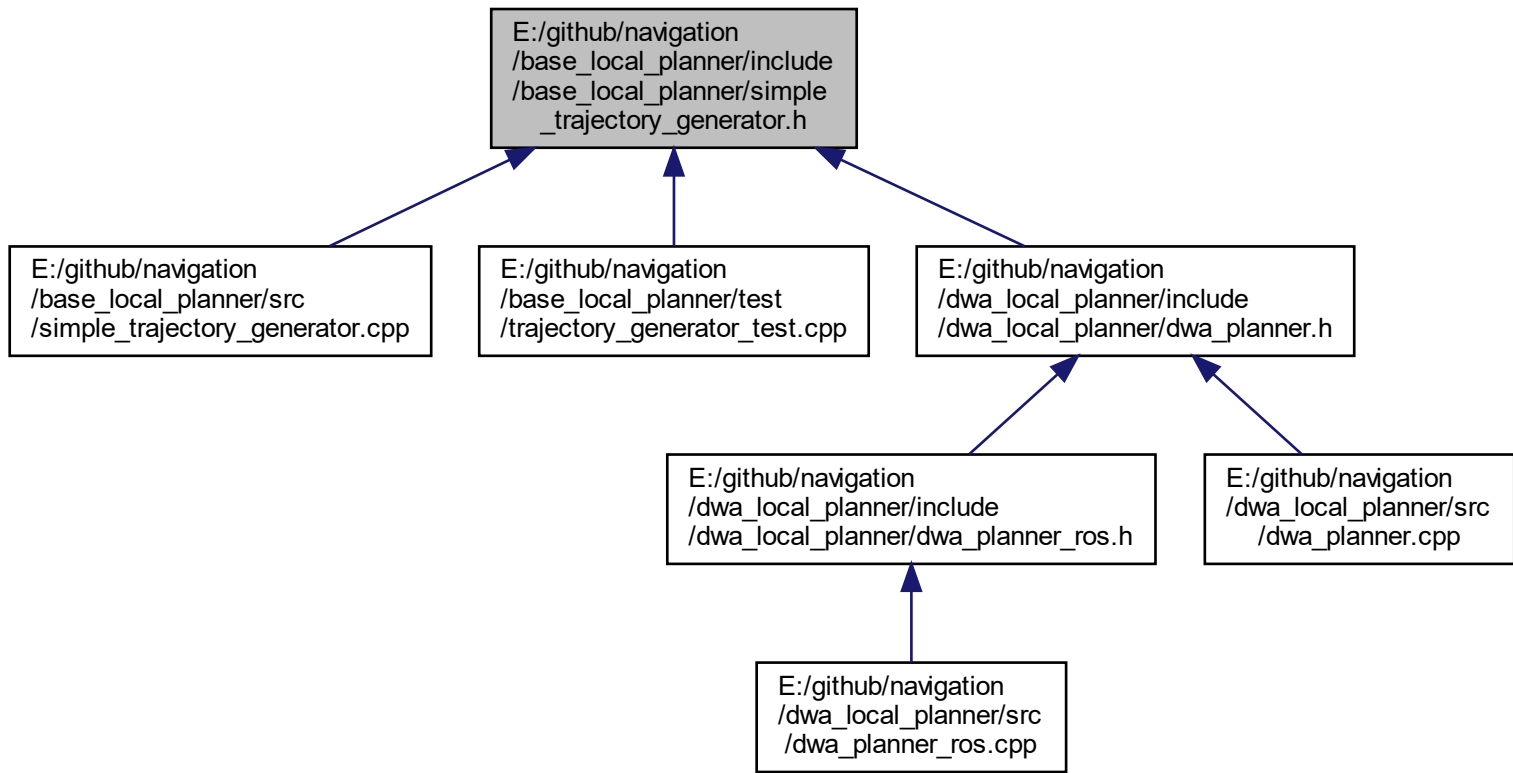 E:/github/navigation
/base_local_planner/include
/base_local_planner/simple
_trajectory_generator.h
E:/github/navigation
/base_local_planner/src
/simple_trajectory_generator.cpp
E:/github/navigation
/base_local_planner/test
/trajectory_generator_test.cpp
E:/github/navigation
/dwa_local_planner/include
/dwa_local_planner/dwa_planner.h
E:/github/navigation
/dwa_local_planner/include
/dwa_local_planner/dwa_planner_ros.h
E:/github/navigation
/dwa_local_planner/src
/dwa_planner.cpp
E:/github/navigation
/dwa_local_planner/src
/dwa_planner_ros.cpp